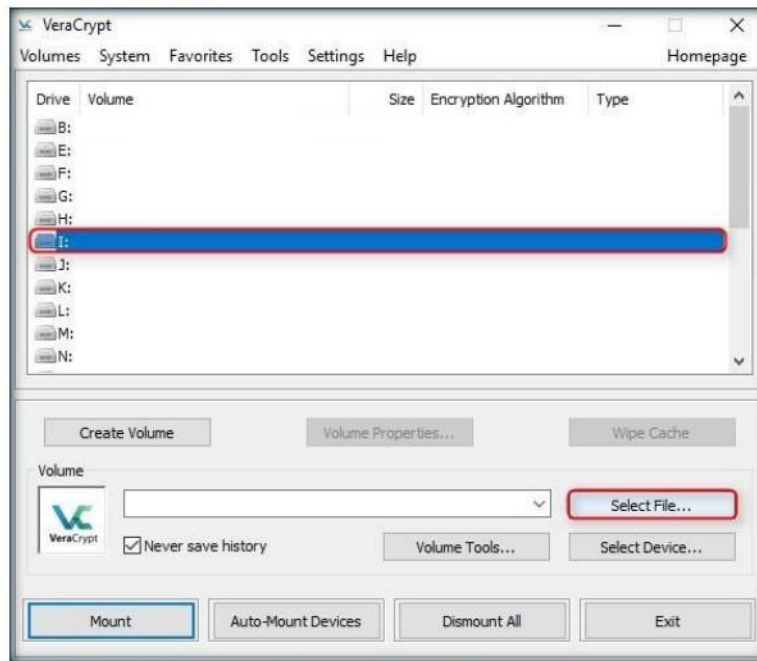 VeraCrypt
Volumes System Favorites Tools Settings Help Homepage
Drive Volume Size Encryption Algorithm Type
B:
E:
F:
G:
H:
I:
J:
K:
L:
M:
N:
Create Volume Volume Properties... Wipe Cache
Volume
Select File...
VeraCrypt
Never save history Volume Tools... Select Device...
Mount Auto-Mount Devices Dismount All Exit